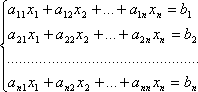 a₁₁x₁ + a₁₂x₂ + ... + a₁ₙxₙ = b₁
a₂₁x₁ + a₂₂x₂ + ... + a₂ₙxₙ = b₂
........................................
aₙ₁x₁ + aₙ₂x₂ + ... + aₙₙxₙ = bₙ